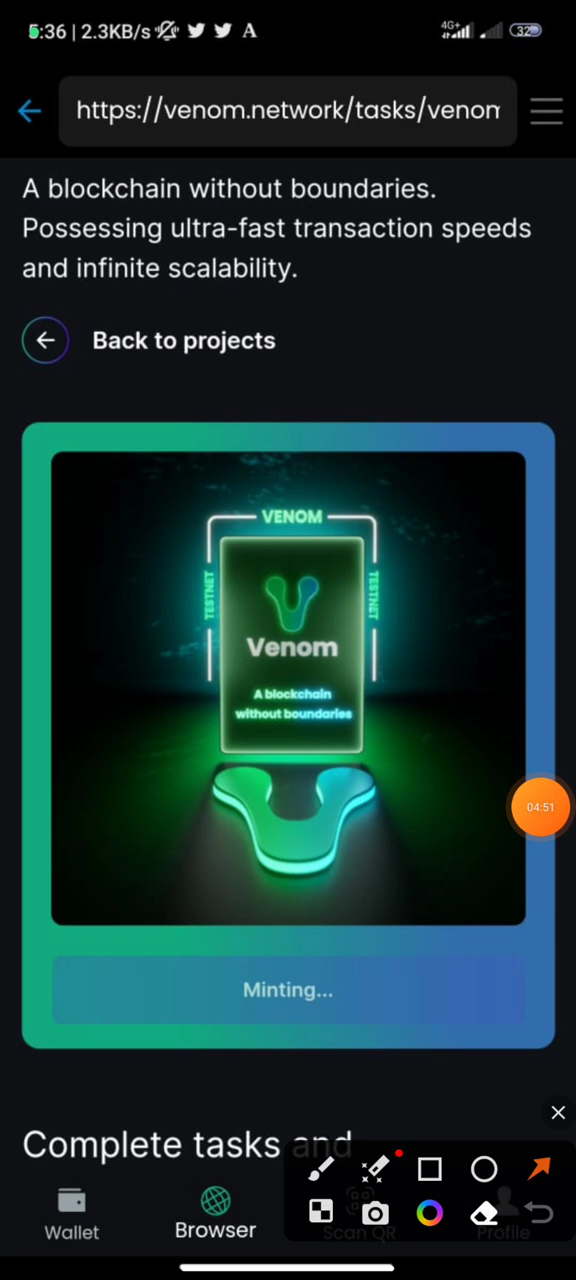 5:36 | 2.3KB/s A 4G+ 32
https://venom.network/tasks/venom
A blockchain without boundaries.
Possessing ultra-fast transaction speeds
and infinite scalability.
Back to projects
VENOM
TESTNET
TESTNET
Venom
A blockchain
without boundaries
04:51
Minting...
Complete tasks and
Wallet
Browser
Scan QR
Profile